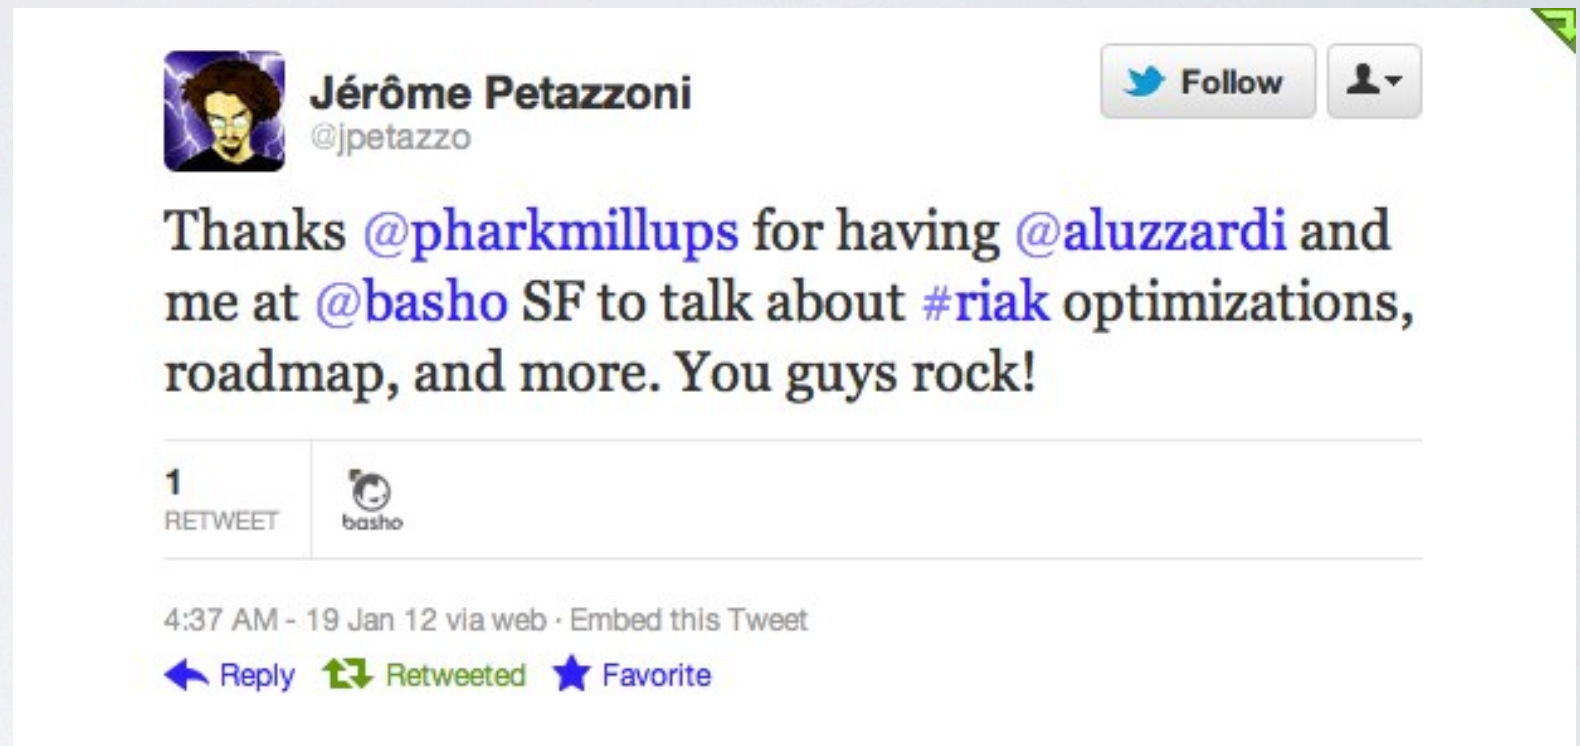 Jérôme Petazzoni
@jpetazzo
Follow
Thanks @pharkmillups for having @aluzzardi and
me at @basho SF to talk about #riak optimizations,
roadmap, and more. You guys rock!
1
RETWEET
basho
4:37 AM - 19 Jan 12 via web · Embed this Tweet
Reply Retweeted Favorite